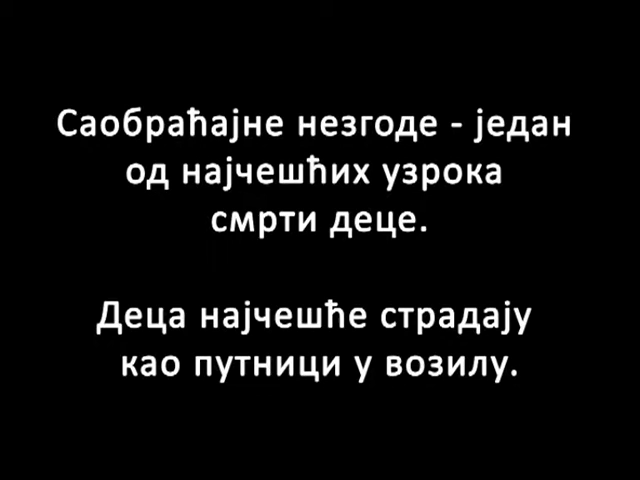 Саобраћајне незгоде - један
од најчешћих узрока
смрти деце.
Деца најчешће страдају
као путници у возилу.